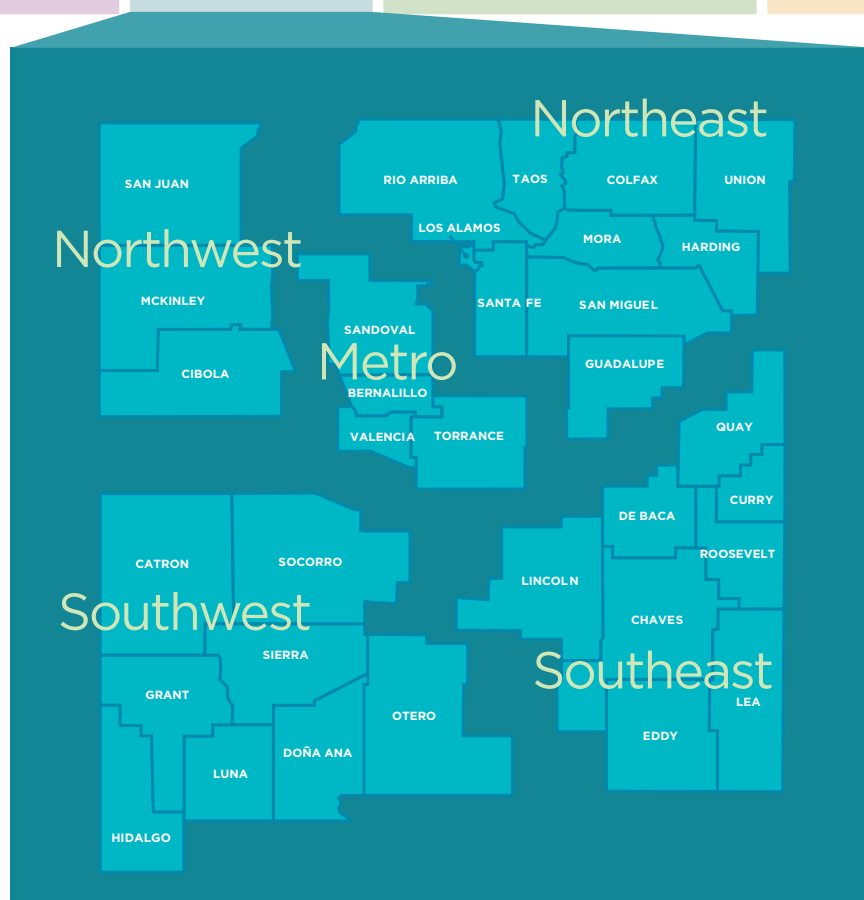 Northeast
SAN JUAN
RIO ARRIBA
TAOS
COLFAX
UNION
LOS ALAMOS
MORA
HARDING
Northwest
MCKINLEY
SANTA FE
SAN MIGUEL
SANDOVAL
CIBOLA
Metro
GUADALUPE
BERNALILLO
VALENCIA
TORRANCE
QUAY
CURRY
DE BACA
ROOSEVELT
CATRON
SOCORRO
LINCOLN
Southwest
CHAVES
SIERRA
Southeast
GRANT
LEA
OTERO
EDDY
DOÑA ANA
LUNA
HIDALGO